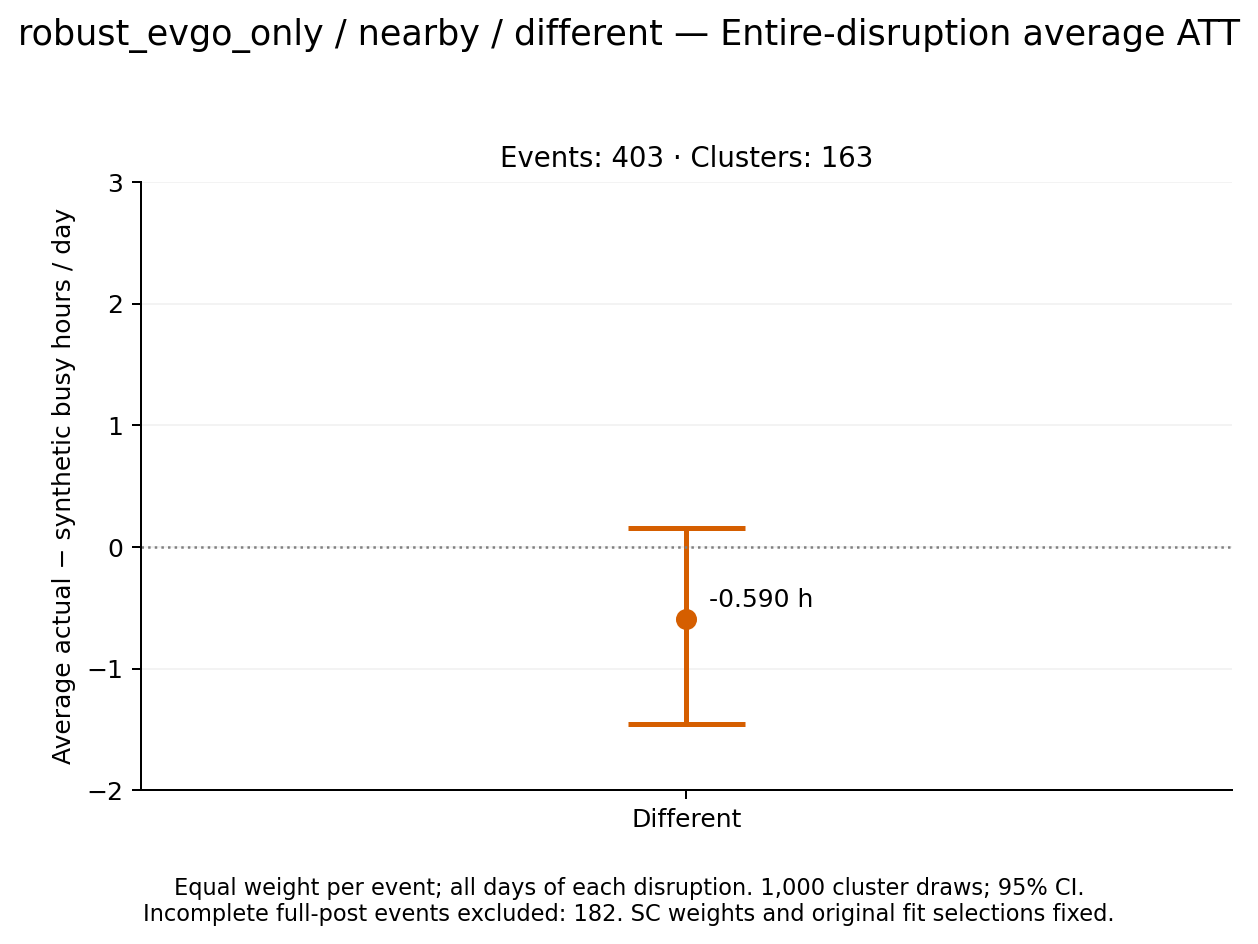 robust_evgo_only / nearby / different — Entire-disruption average ATT
Events: 403 · Clusters: 163
Average actual − synthetic busy hours / day
3
2
1
0
−1
−2
-0.590 h
Different
Equal weight per event; all days of each disruption. 1,000 cluster draws; 95% CI.
Incomplete full-post events excluded: 182. SC weights and original fit selections fixed.